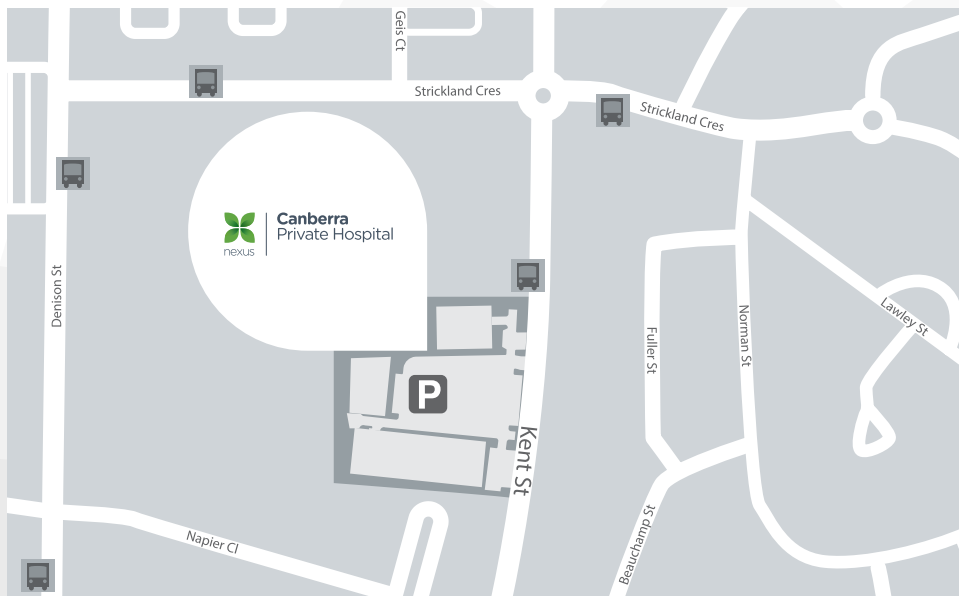 Geis Ct
Strickland Cres
Strickland Cres
Canberra
Private Hospital
nexus
Denison St
Lawley St
Norman St
Fuller St
P
Kent St
Beauchamp St
Napier Cl